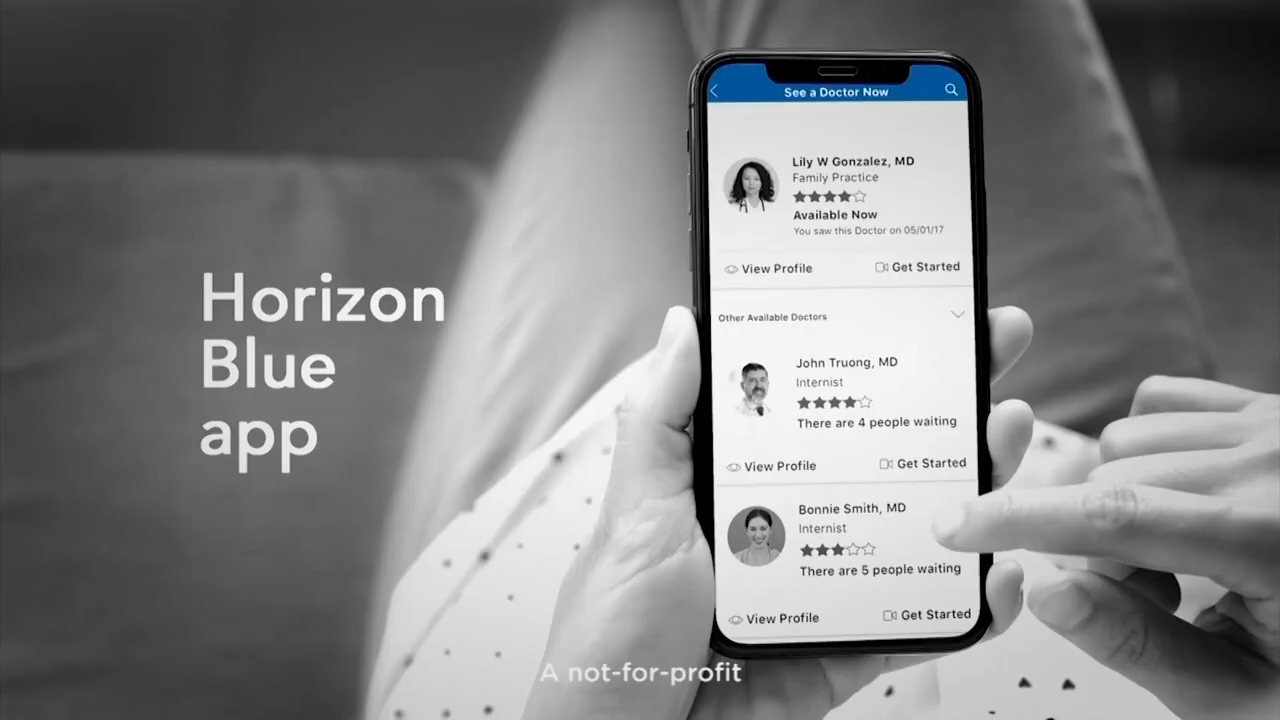 Horizon
Blue
app
See a Doctor Now
Lily W Gonzalez, MD
Family Practice
Available Now
You saw this Doctor on 05/01/17
View Profile
Get Started
Other Available Doctors
John Truong, MD
Internist
There are 4 people waiting
View Profile
Get Started
Bonnie Smith, MD
Internist
There are 5 people waiting
View Profile
Get Started
A not-for-profit